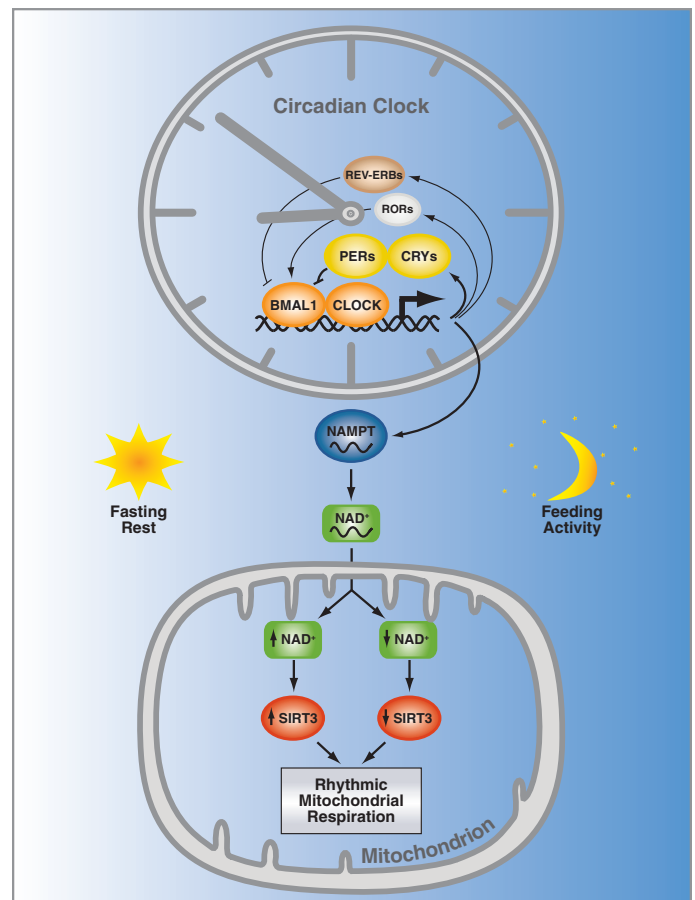 Circadian Clock
REV-ERBs
RORs
PERs CRYs
BMAL1 CLOCK
NAMPT
Fasting
Rest
NAD+
Feeding
Activity
NAD+ NAD+
SIRT3 SIRT3
Rhythmic
Mitochondrial
Respiration
Mitochondrion